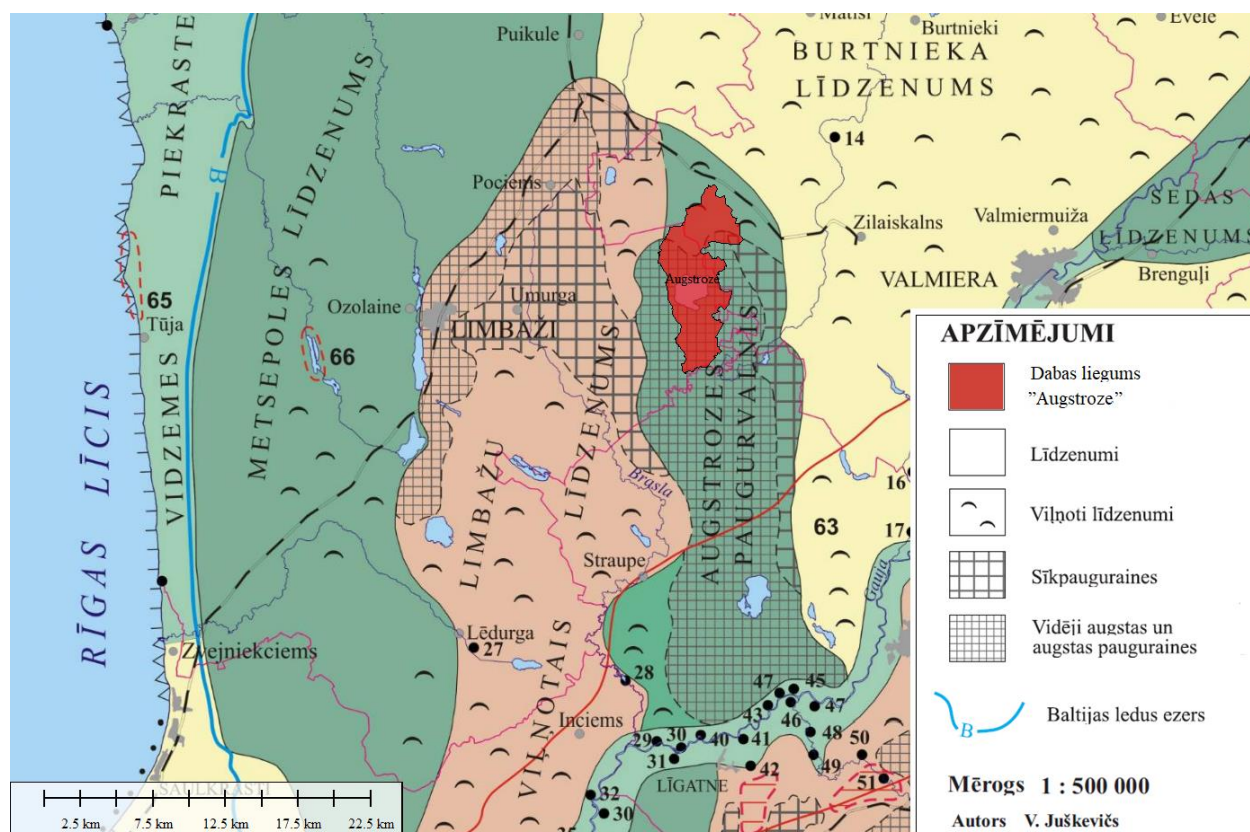 Matīši
Burtnieki
Evele
Puikule
BURTNIEKA
LĪDZENUMS
PIEKRASTE
VIDZEMES
METSEPOLES LĪDZENUMS
B
14
Pociems
Zilaiskalns
Valmiermuiža
SEDAS
LĪDZENUMS
Brenguļi
VALMIERA
Augstroze
65
Tūja
Ozolaine
Umurga
LIMBAŽI
66
RĪGAS LĪCIS
LIMBAŽU
VIĻŅOTAIS
LĪDZENUMS
AUGSTROZES
PAUGURVALNIS
Brasla
16
17
63
Straupe
Gauja
Lēdurga
27
28
Zvejniekciems
Inciems
47
45
43
46
47
29
30
40
41
48
31
42
49
50
51
LĪGATNE
32
30
35
SAULKRASTI
2.5 km
7.5 km
12.5 km
17.5 km
22.5 km
APZĪMĒJUMI
Dabas liegums
”Augstroze”
Līdzenumi
Viļņoti līdzenumi
Sīkpauguraines
Vidēji augstas un
augstas pauguraines
B
Baltijas ledus ezers
Mērogs 1 : 500 000
Autors V. Juškevičs